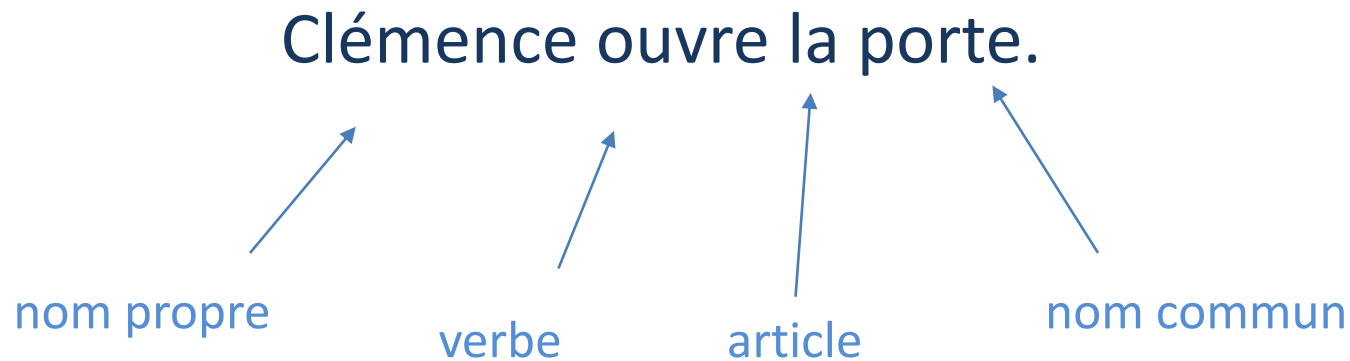 Clémence ouvre la porte.
nom propre
verbe
article
nom commun